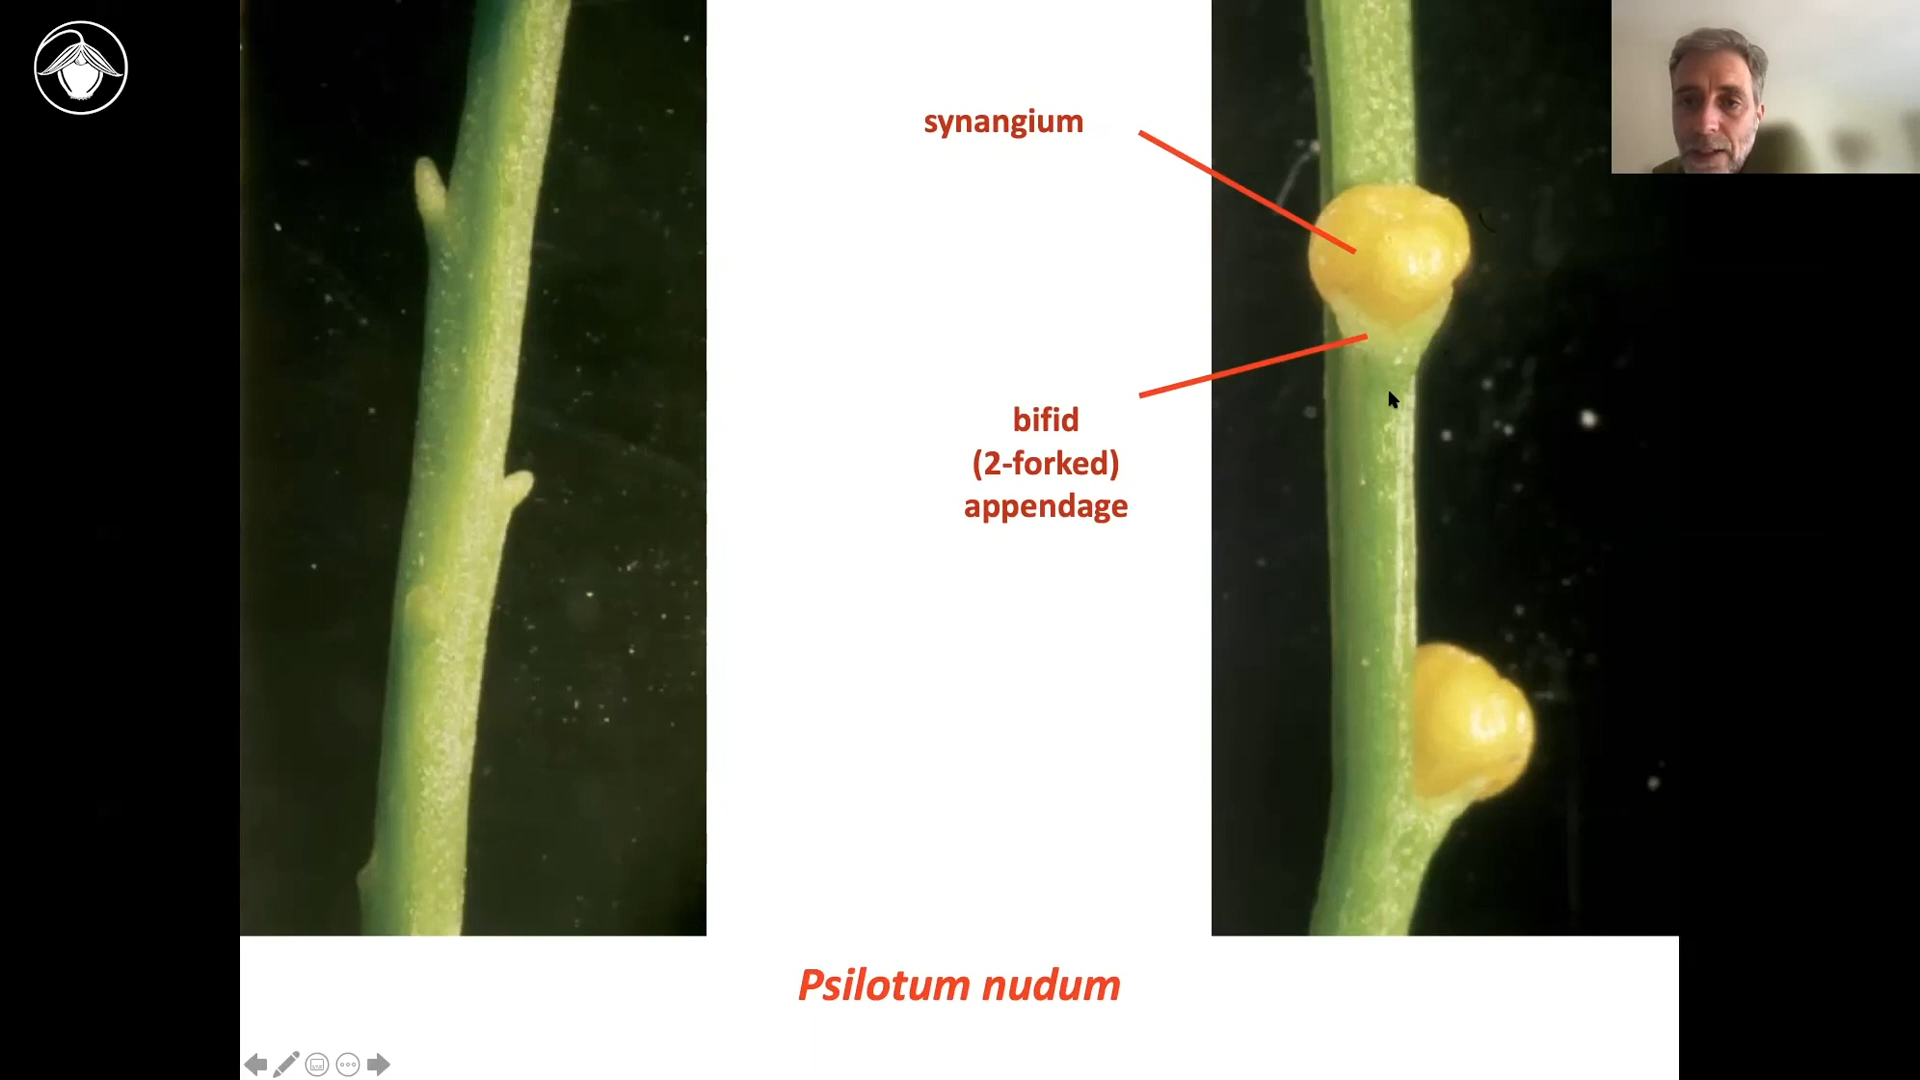 synangium
bifid
(2-forked)
appendage
Psilotum nudum